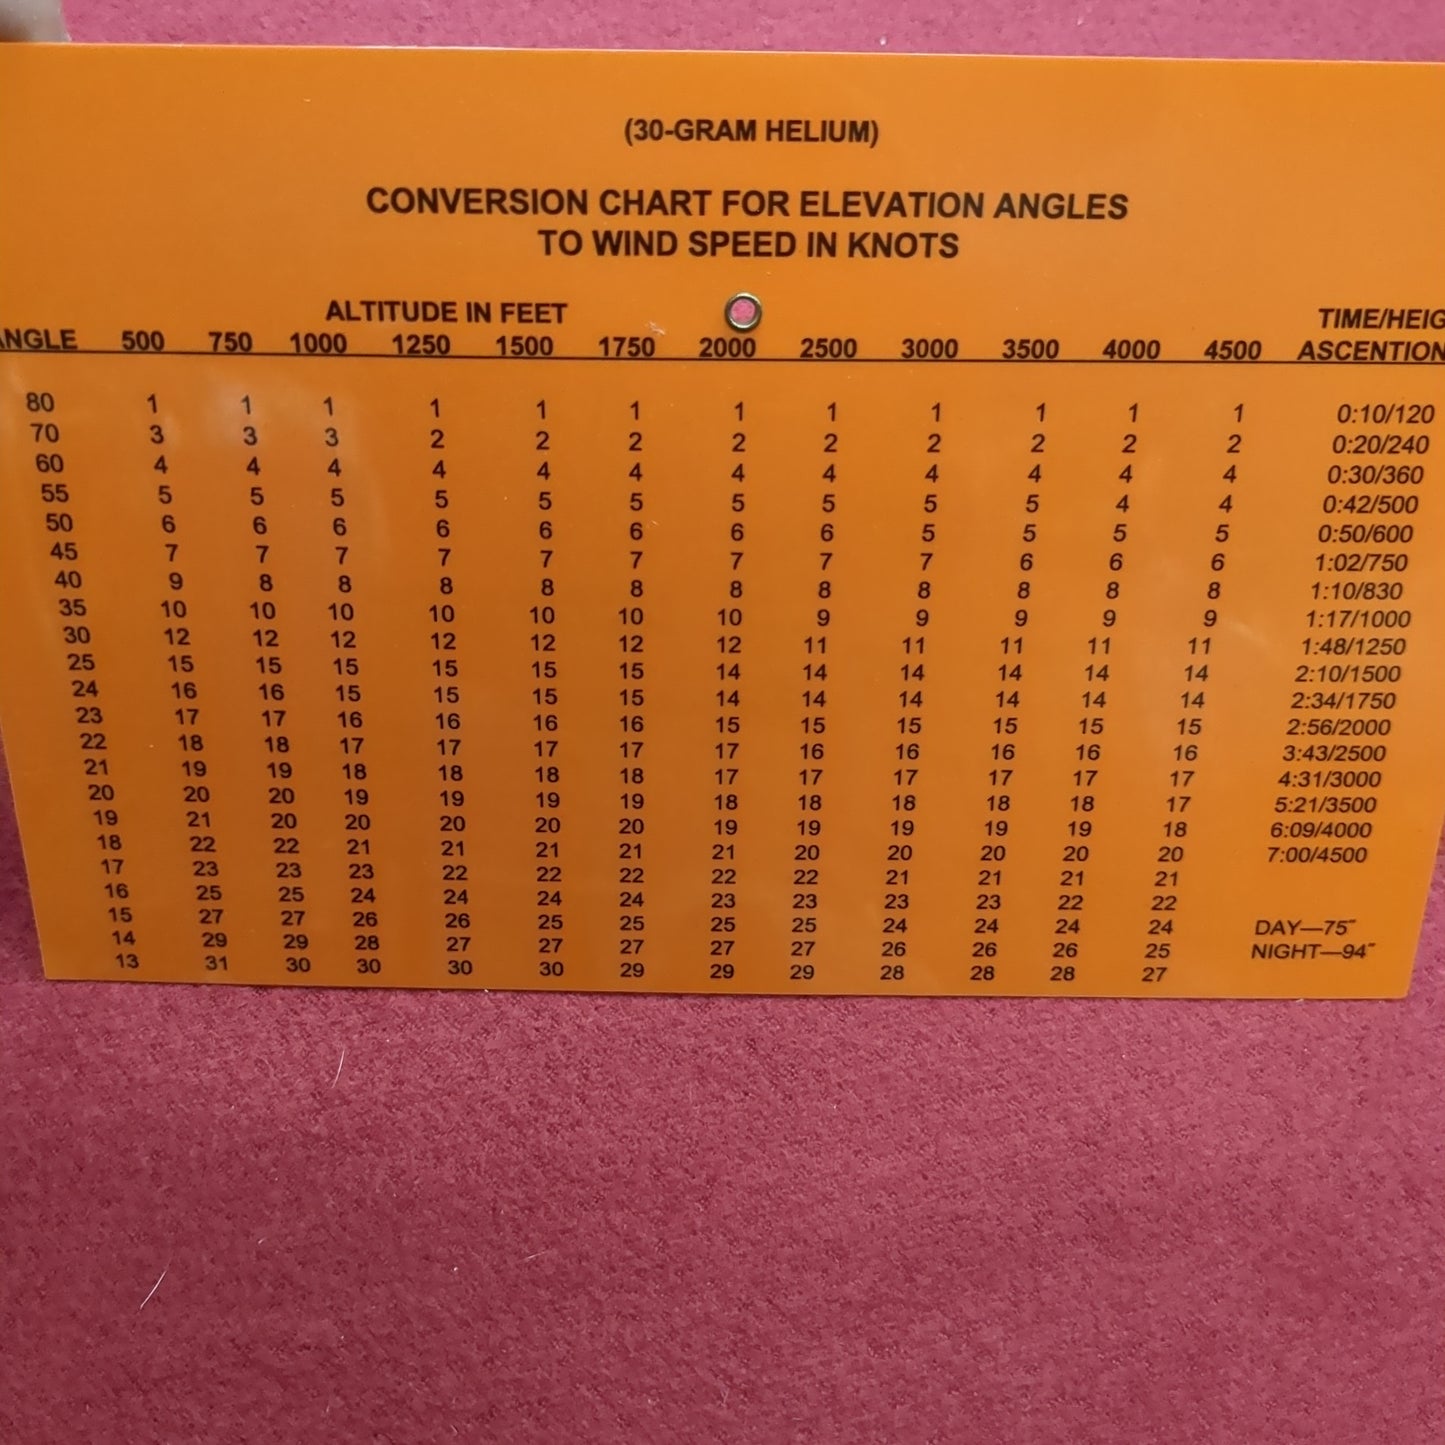 (30-GRAM HELIUM)
CONVERSION CHART FOR ELEVATION ANGLES
TO WIND SPEED IN KNOTS
ALTITUDE IN FEET TIME/HEIG
NGLE 500 750 1000 1250 1500 1750 2000 2500 3000 3500 4000 4500 ASCENTION
80 1 1 1 1 1 1 1 1 1 1 1 1 0:10/120
70 3 3 3 2 2 2 2 2 2 2 2 2 0:20/240
60 4 4 4 4 4 4 4 4 4 4 4 4 0:30/360
55 5 5 5 5 5 5 5 5 5 5 4 4 0:42/500
50 6 6 6 6 6 6 6 6 5 5 5 5 0:50/600
45 7 7 7 7 7 7 7 7 7 6 6 6 1:02/750
40 9 8 8 8 8 8 8 8 8 8 8 8 1:10/830
35 10 10 10 10 10 10 10 9 9 9 9 9 1:17/1000
30 12 12 12 12 12 12 12 11 11 11 11 11 1:48/1250
25 15 15 15 15 15 15 14 14 14 14 14 14 2:10/1500
24 16 16 15 15 15 15 14 14 14 14 14 14 2:34/1750
23 17 17 16 16 16 16 15 15 15 15 15 15 2:56/2000
22 18 18 17 17 17 17 17 16 16 16 16 16 3:43/2500
21 19 19 18 18 18 18 17 17 17 17 17 17 4:31/3000
20 20 20 19 19 19 19 18 18 18 18 18 17 5:21/3500
19 21 20 20 20 20 20 19 19 19 19 19 18 6:09/4000
18 22 22 21 21 21 21 21 20 20 20 20 20 7:00/4500
17 23 23 23 22 22 22 22 22 21 21 21 21
16 25 25 24 24 24 24 23 23 23 23 22 22
15 27 27 26 26 25 25 25 25 24 24 24 24 DAY—75″
14 29 29 28 27 27 27 27 27 26 26 26 25 NIGHT—94″
13 31 30 30 30 30 29 29 29 28 28 28 27